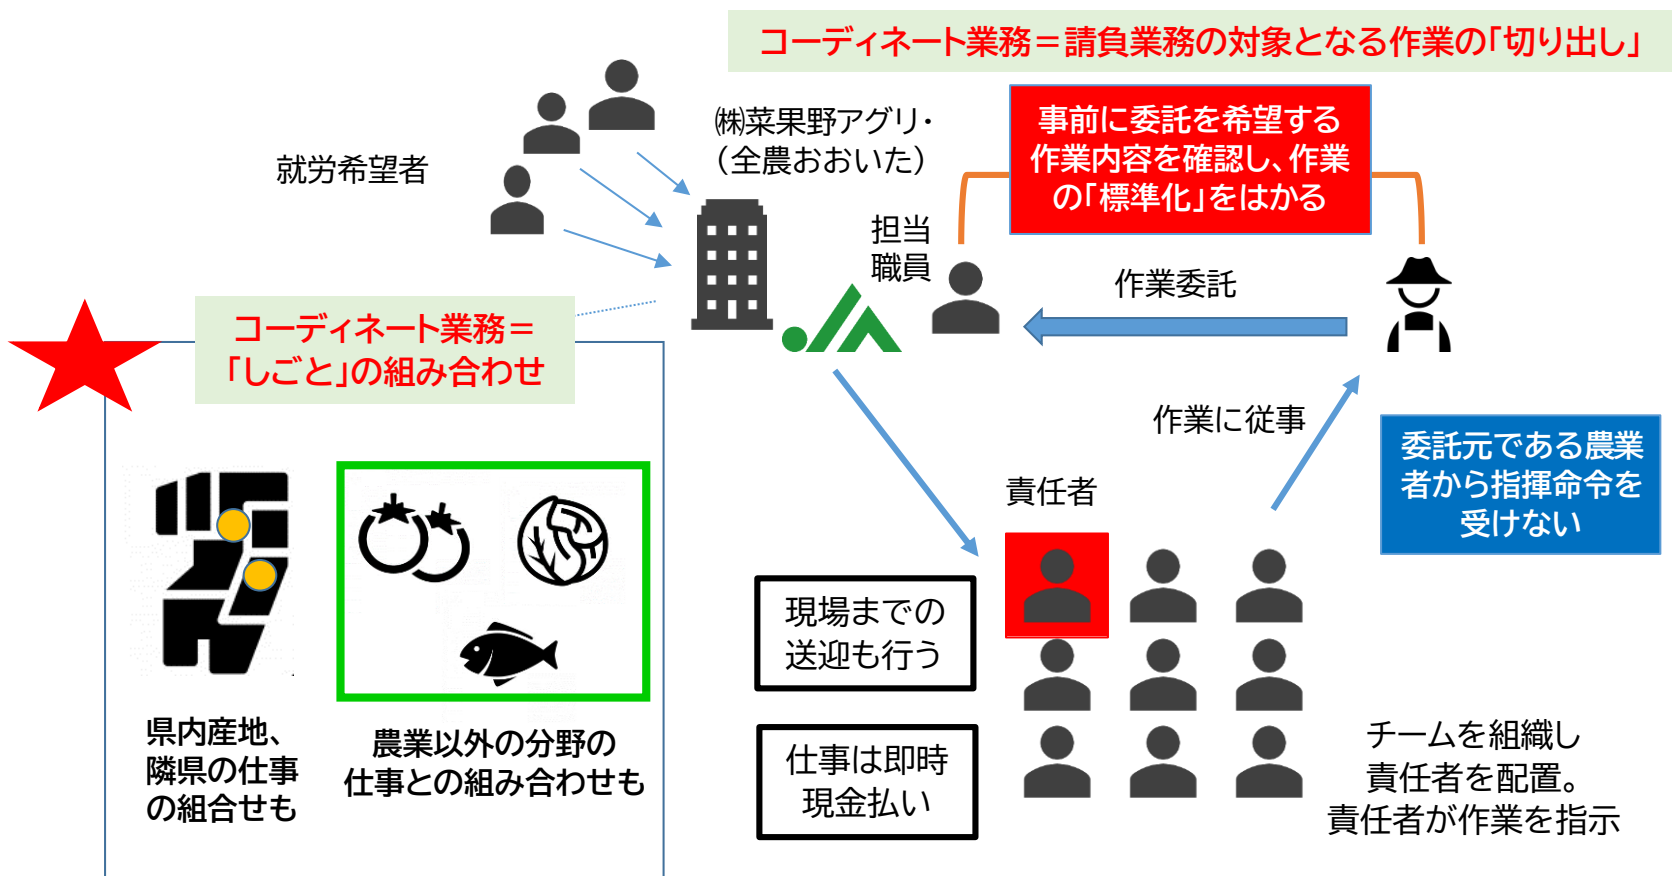 コーディネート業務＝請負業務の対象となる作業の「切り出し」
就労希望者
㈱菜果野アグリ・
（全農おおいた）
事前に委託を希望する
作業内容を確認し、作業
の「標準化」をはかる
担当
職員
作業委託
コーディネート業務＝
「しごと」の組み合わせ
作業に従事
委託元である農業
者から指揮命令を
受けない
責任者
現場までの
送迎も行う
仕事は即時
現金払い
県内産地、
隣県の仕事
の組合せも
農業以外の分野の
仕事との組み合わせも
チームを組織し
責任者を配置。
責任者が作業を指示